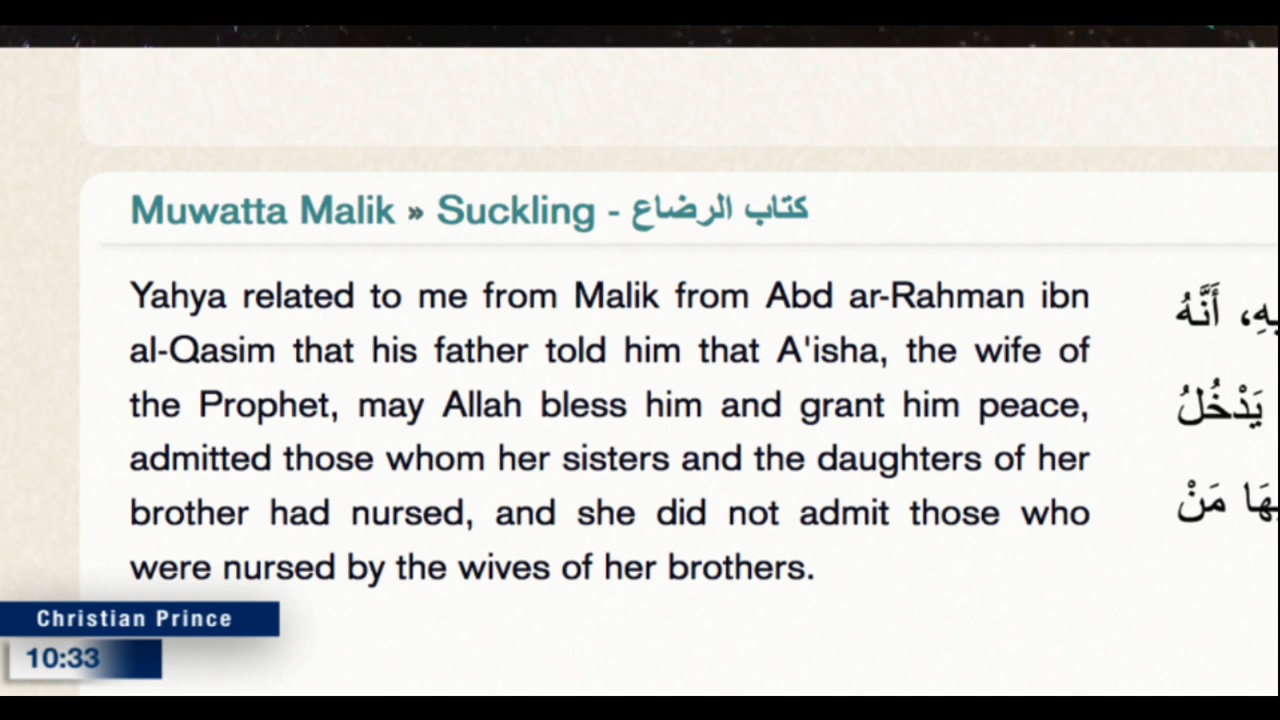 Muwatta Malik » Suckling - كتاب الرضاع
Yahya related to me from Malik from Abd ar-Rahman ibn
al-Qasim that his father told him that A'isha, the wife of
the Prophet, may Allah bless him and grant him peace,
admitted those whom her sisters and the daughters of her
brother had nursed, and she did not admit those who
were nursed by the wives of her brothers.
أَنَّهُ
يَدْخُلُ
مَنْ
Christian Prince
10:33